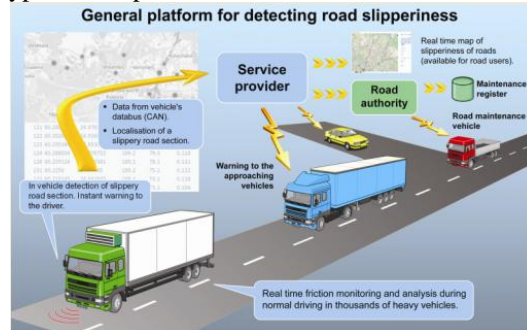 General platform for detecting road slipperiness
Real time map of
slipperiness of roads
(available for road users).
Service
provider
Road
authority
Maintenance
register
• Data from vehicle's
databus (CAN).
• Localisation of a
slippery road section.
Road maintenance
vehicle
Warning to the
approaching
vehicles
In vehicle detection of slippery
road section. Instant warning to
the driver.
Real time friction monitoring and analysis during
normal driving in thousands of heavy vehicles.